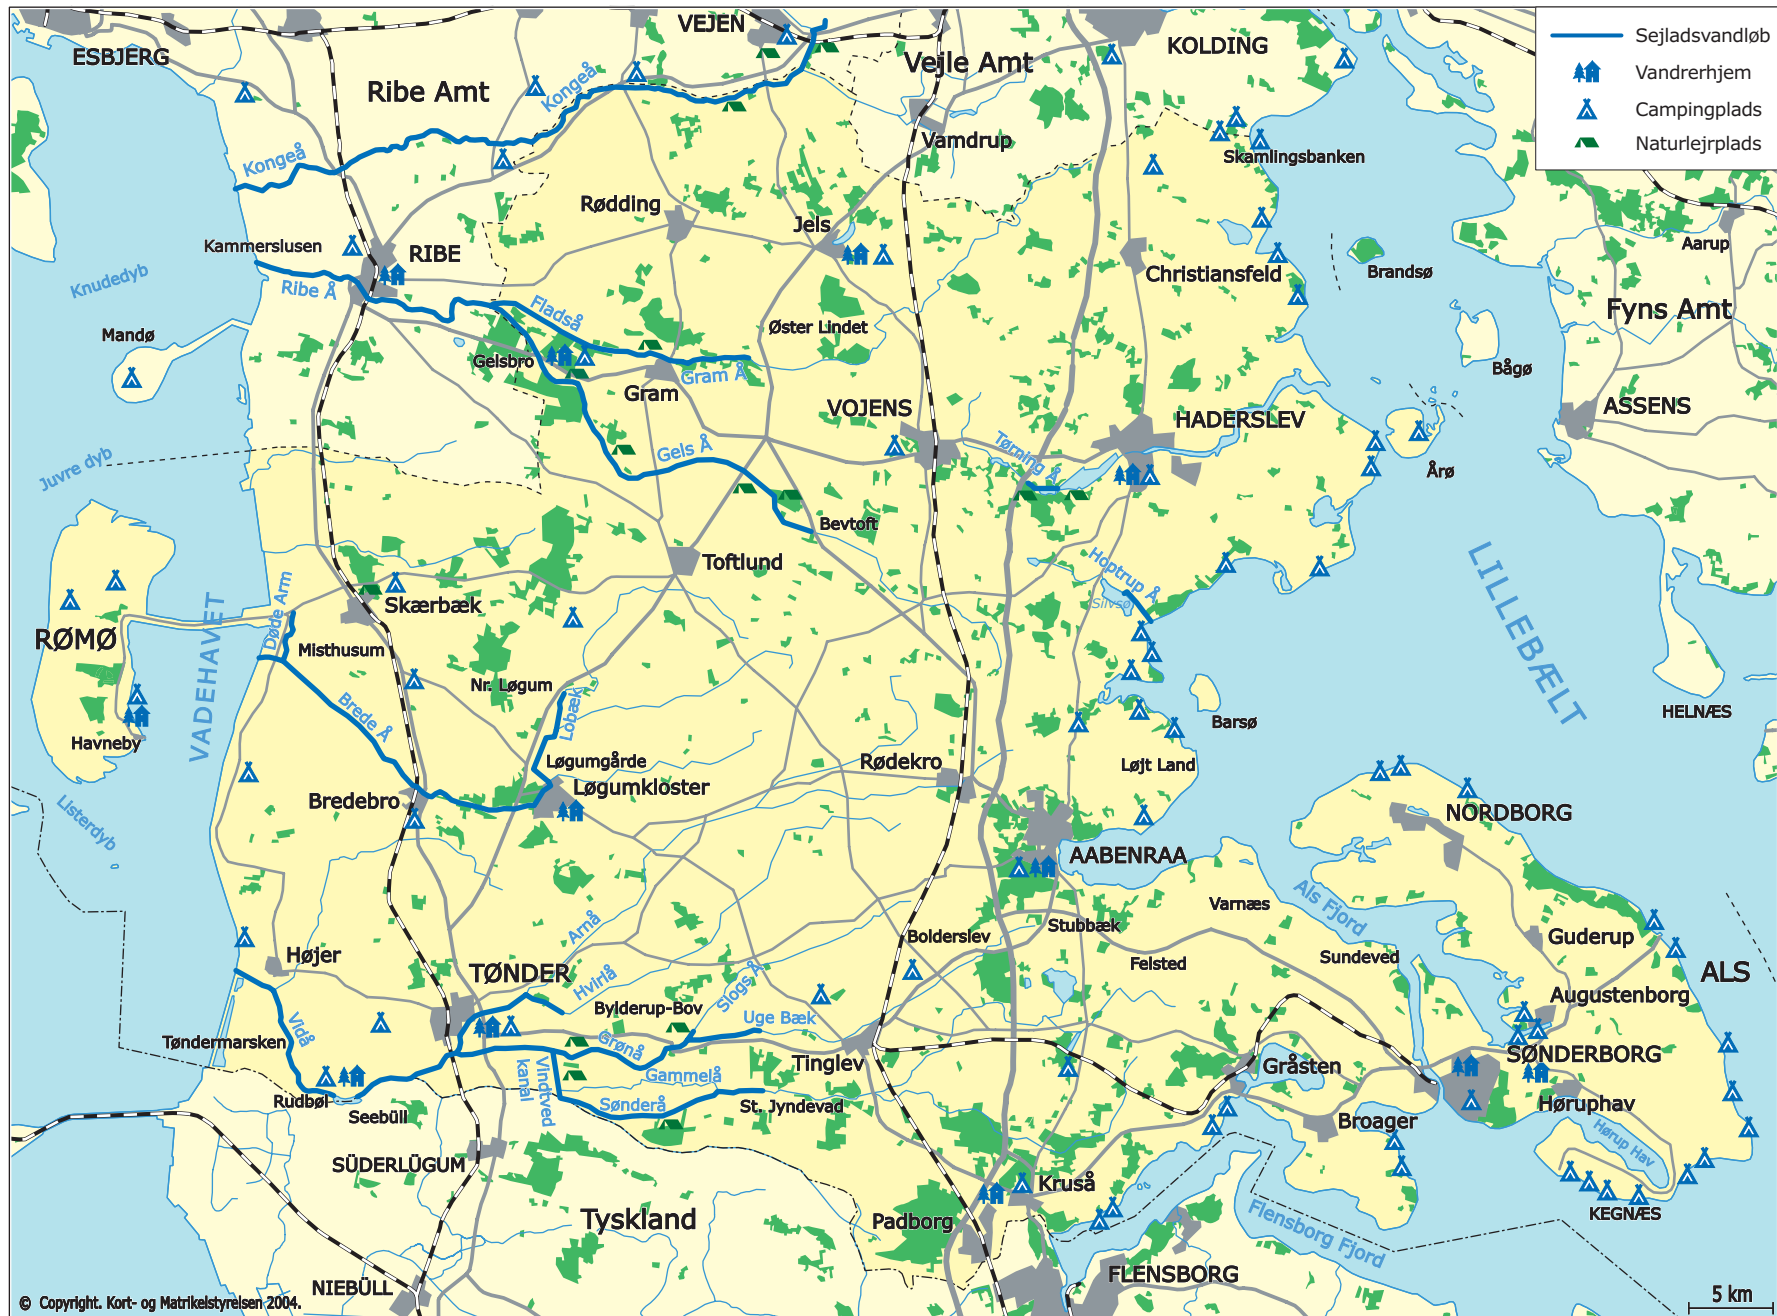 ESBJERG
VEJEN
KOLDING
Sejladsvandløb
Vandrerhjem
Campingplads
Naturlejrplads
Ribe Amt
Vejle Amt
Kongeå
Vamdrup
Kongeå
Skamlingsbanken
Rødding
Jels
Kammerslusen
RIBE
Aarup
Knudedyb
Ribe Å
Christiansfeld
Brandsø
Fladså
Fyns Amt
Mandø
Øster Lindet
Gelsbro
Gram Å
Bågø
Gram
VOJENS
HADERSLEV
ASSENS
Juvre dyb
Gels Å
Tørning Å
Årø
Bevtoft
Toftlund
Hoptrup Å
LILLEBÆLT
Skærbæk
Silvsø
RØMØ
VADEHAVET
Døde Arm
Misthusum
Nr. Løgum
Lobæk
Brede Å
Barsø
HELNÆS
Havneby
Løgumgårde
Rødekro
Løjt Land
Listerdyb
Bredebro
Løgumkloster
NORDBORG
AABENRAA
Als Fjord
Varnæs
Arnå
Bolderslev
Stubbæk
Guderup
Højer
TØNDER
Hvirlå
Slogs Å
Felsted
Sundeved
ALS
Bylderup-Bov
Uge Bæk
Augustenborg
Vidå
Tøndermarsken
Grønå
Tinglev
SØNDERBORG
Vindtved
kanal
Gammelå
Gråsten
Rudbøl
Seebüll
Sønderå
St. Jyndevad
Broager
Høruphav
Hørup Hav
SÜDERLÜGUM
Kruså
Tyskland
Padborg
KEGNÆS
Flensborg Fjord
FLENSBORG
NIEBÜLL
© Copyright. Kort- og Matrikelstyrelsen 2004.
5 km